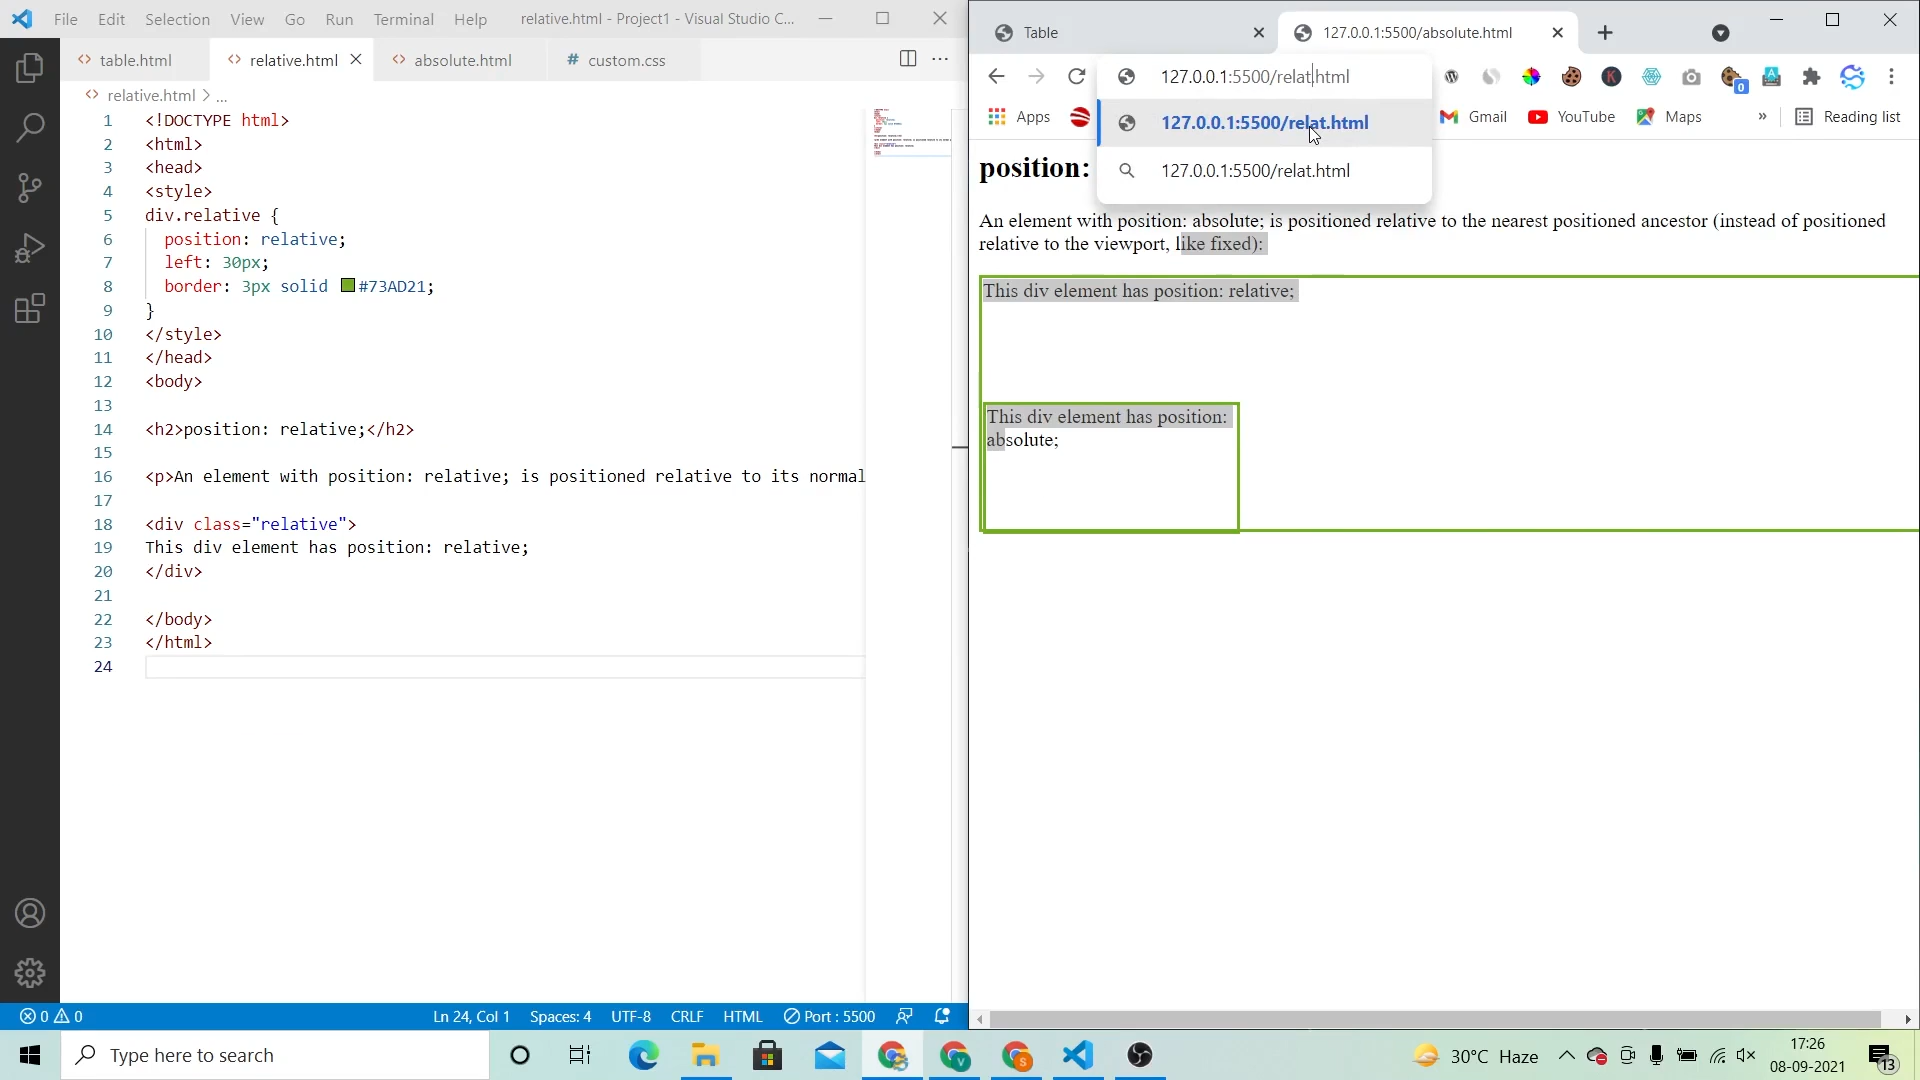 File Edit Selection View Go Run Terminal Help relative.html - Project1 - Visual Studio C...
table.html relative.html absolute.html # custom.css
relative.html > ...
1 <!DOCTYPE html>
2 <html>
3 <head>
4 <style>
5 div.relative {
6 position: relative;
7 left: 30px;
8 border: 3px solid #73AD21;
9 }
10 </style>
11 </head>
12 <body>
13
14 <h2>position: relative;</h2>
15
16 <p>An element with position: relative; is positioned relative to its normal
17
18 <div class="relative">
19 This div element has position: relative;
20 </div>
21
22 </body>
23 </html>
24
0 0 Ln 24, Col 1 Spaces: 4 UTF-8 CRLF HTML Port : 5500
Table 127.0.0.1:5500/absolute.html
127.0.0.1:5500/relat.html
Apps Gmail YouTube Maps » Reading list
127.0.0.1:5500/relat.html
127.0.0.1:5500/relat.html
position:
An element with position: absolute; is positioned relative to the nearest positioned ancestor (instead of positioned
relative to the viewport, like fixed):
This div element has position: relative;
This div element has position:
absolute;
Type here to search
30°C Haze
17:26
08-09-2021
13